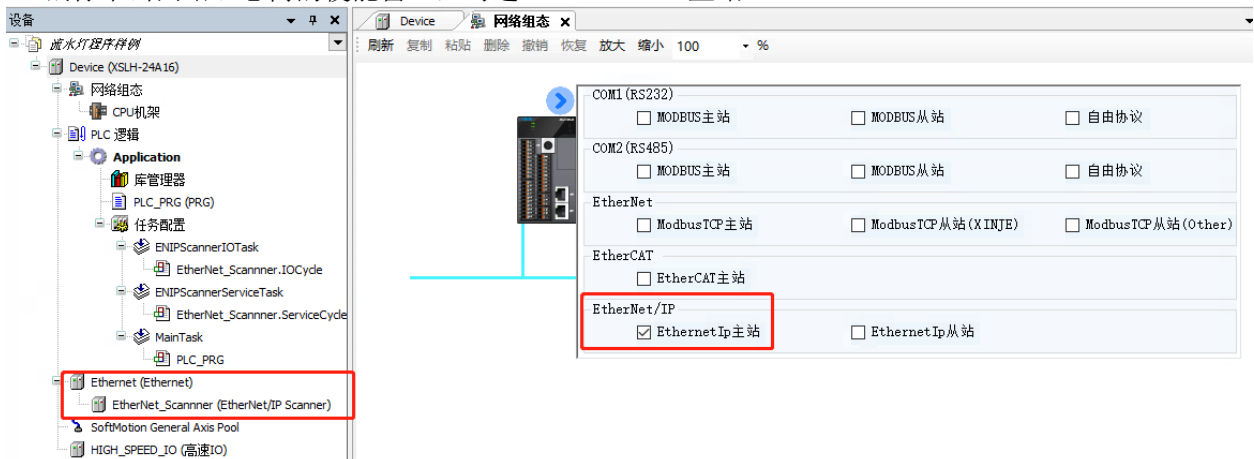 设备
Device
网络组态
流水灯程序样例
刷新 复制 粘贴 删除 撤销 恢复 放大 缩小 100 %
Device (XSLH-24A16)
网络组态
CPU机架
PLC 逻辑
Application
库管理器
PLC_PRG (PRG)
任务配置
ENIPScannerIOTask
EtherNet_Scannner.IOCycle
ENIPScannerServiceTask
EtherNet_Scannner.ServiceCycle
MainTask
PLC_PRG
Ethernet (Ethernet)
EtherNet_Scannner (EtherNet/IP Scanner)
SoftMotion General Axis Pool
HIGH_SPEED_IO (高速IO)
COM1(RS232)
MODBUS主站 MODBUS从站 自由协议
COM2(RS485)
MODBUS主站 MODBUS从站 自由协议
EtherNet
ModbusTCP主站 ModbusTCP从站(XINJE) ModbusTCP从站(Other)
EtherCAT
EtherCAT主站
EtherNet/IP
EthernetIp主站 EthernetIp从站